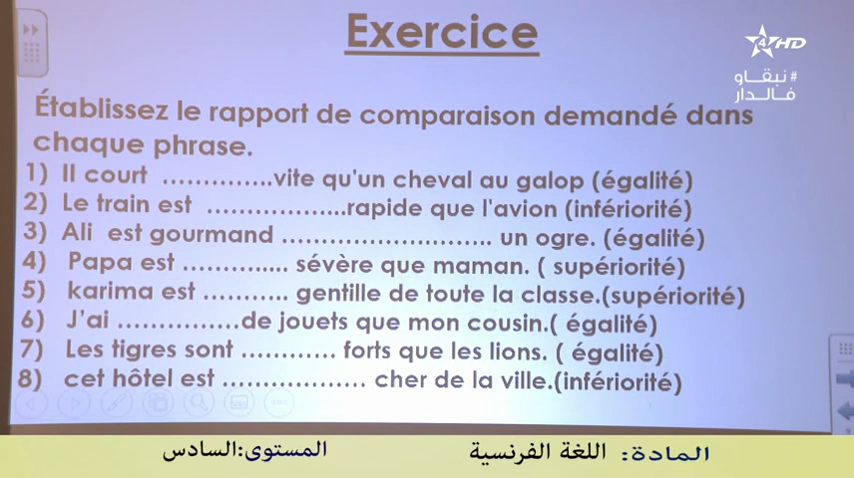 Exercice
4 HD
#نبقاو
فالدار
Établissez le rapport de comparaison demandé dans
chaque phrase.
1) Il court …………..vite qu'un cheval au galop (égalité)
2) Le train est ……………....rapide que l'avion (infériorité)
3) Ali est gourmand ………………..…….. un ogre. (égalité)
4) Papa est ………..... sévère que maman. ( supériorité)
5) karima est ……….. gentille de toute la classe.(supériorité)
6) J'ai ……………de jouets que mon cousin.( égalité)
7) Les tigres sont ………… forts que les lions. ( égalité)
8) cet hôtel est ……………… cher de la ville.(infériorité)
المادة: اللغة الفرنسية المستوى:السادس